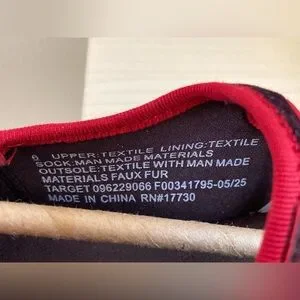 6 UPPER:TEXTILE LINING:TEXTILE
SOCK:MAN MADE MATERIALS
OUTSOLE:TEXTILE WITH MAN MADE
MATERIALS FAUX FUR
TARGET 096229066 F00341795-05/25
MADE IN CHINA RN#17730